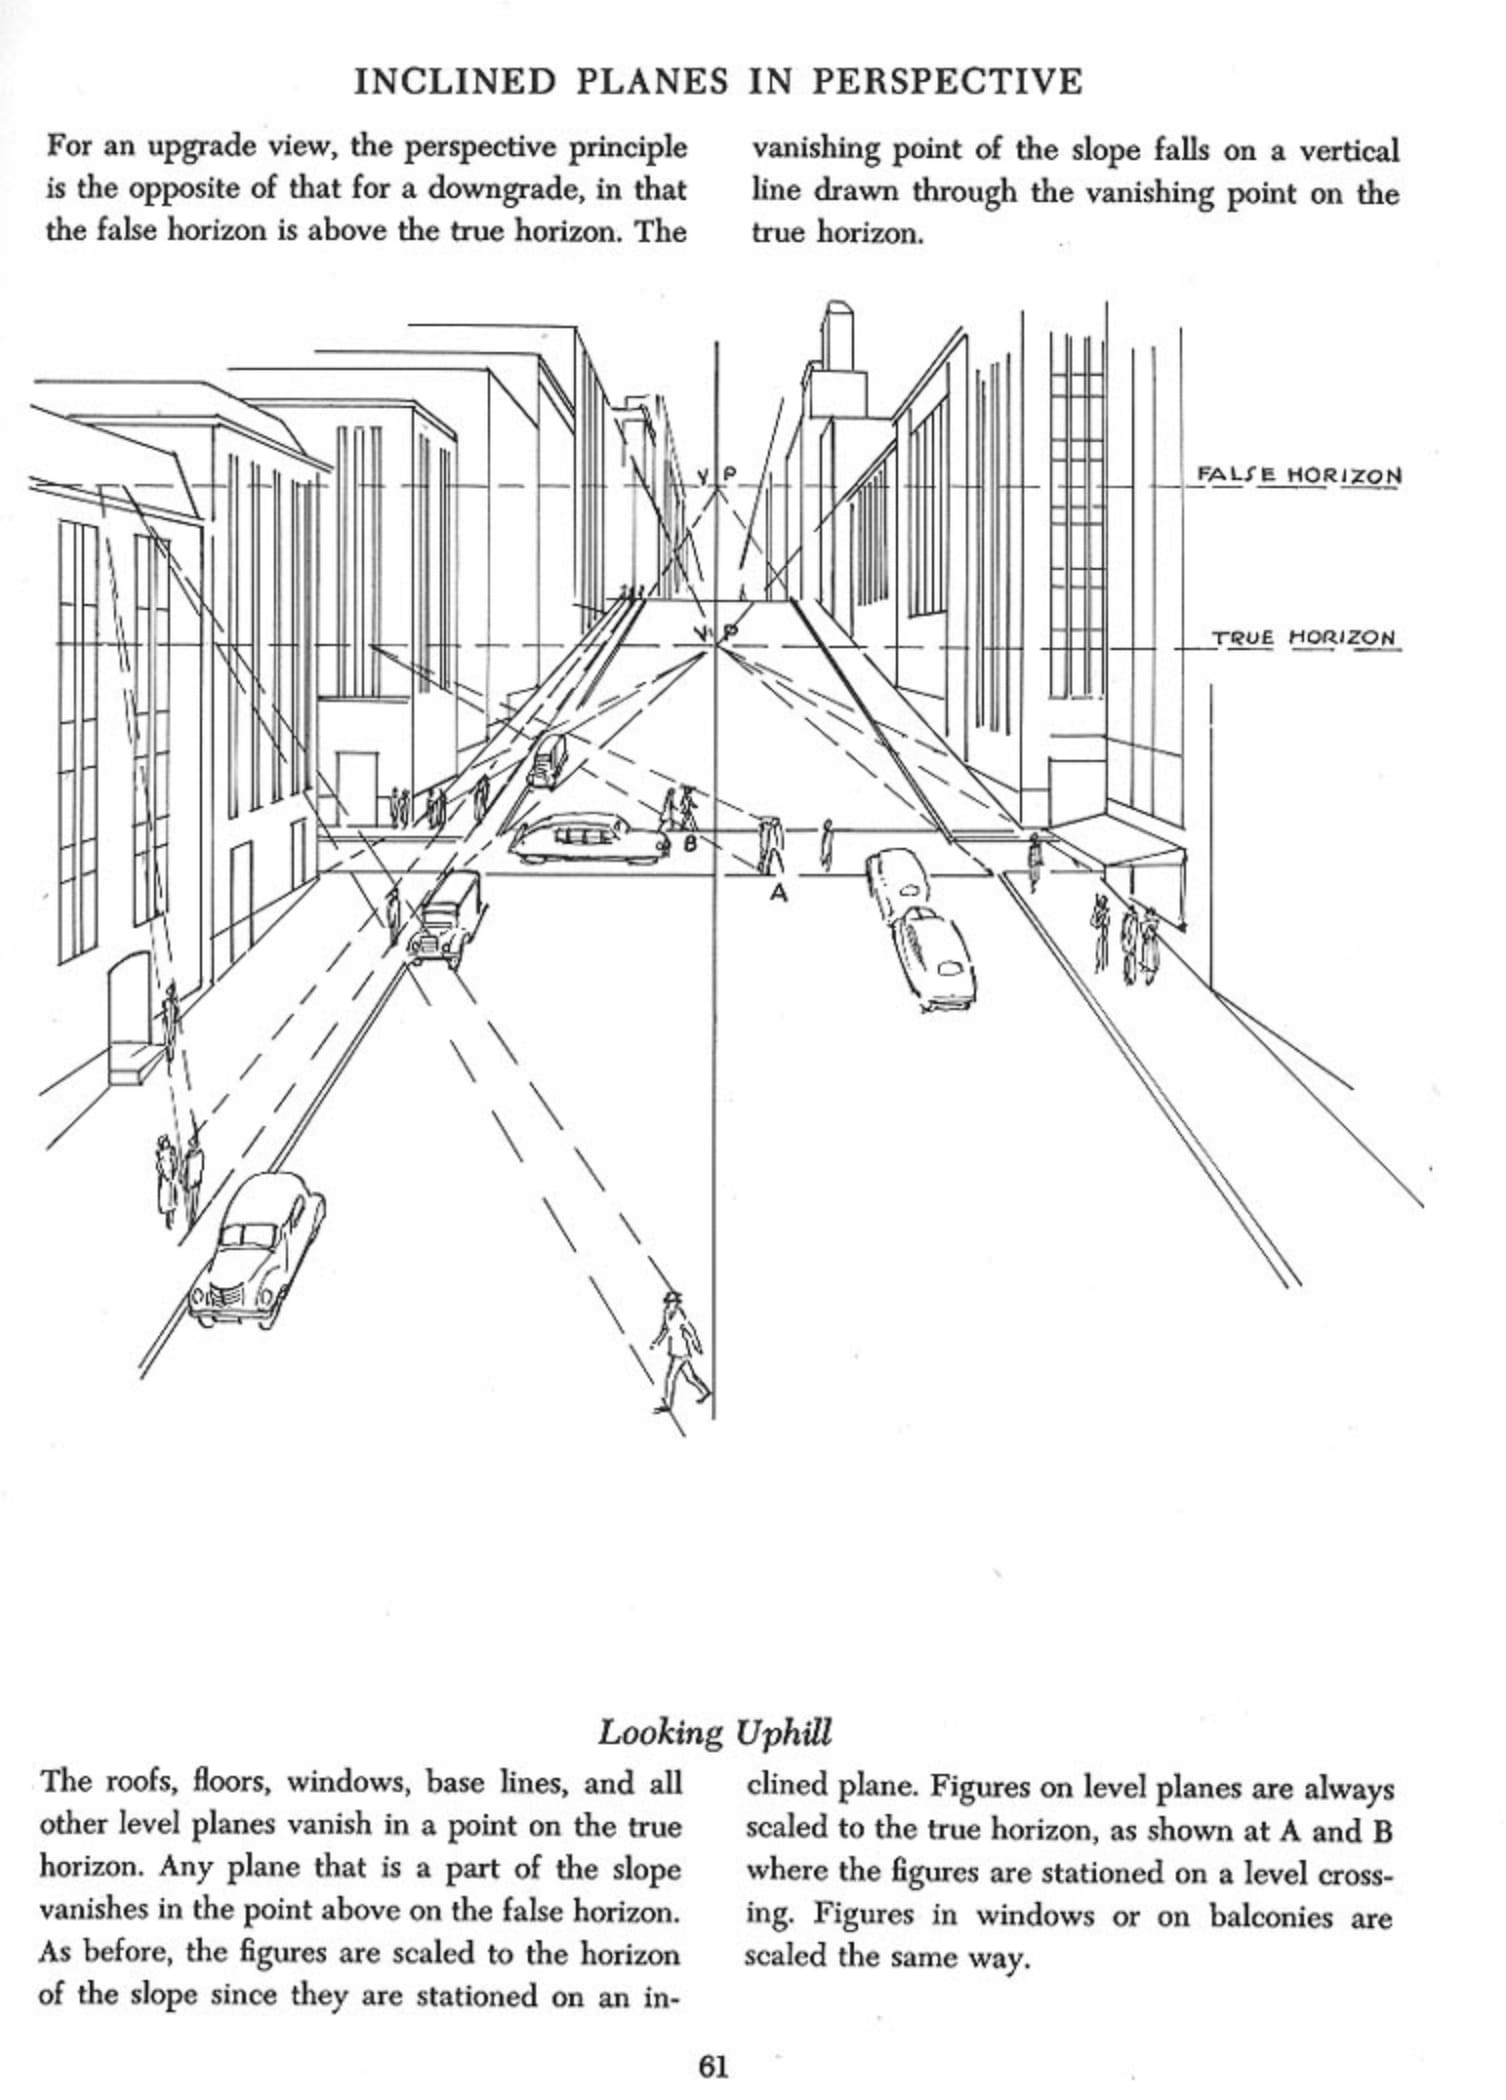 INCLINED PLANES IN PERSPECTIVE
For an upgrade view, the perspective principle
is the opposite of that for a downgrade, in that
the false horizon is above the true horizon. The
vanishing point of the slope falls on a vertical
line drawn through the vanishing point on the
true horizon.
V P
FALSE HORIZON
V P
TRUE HORIZON
B
A
Looking Uphill
The roofs, floors, windows, base lines, and all
other level planes vanish in a point on the true
horizon. Any plane that is a part of the slope
vanishes in the point above on the false horizon.
As before, the figures are scaled to the horizon
of the slope since they are stationed on an in-
clined plane. Figures on level planes are always
scaled to the true horizon, as shown at A and B
where the figures are stationed on a level cross-
ing. Figures in windows or on balconies are
scaled the same way.
61